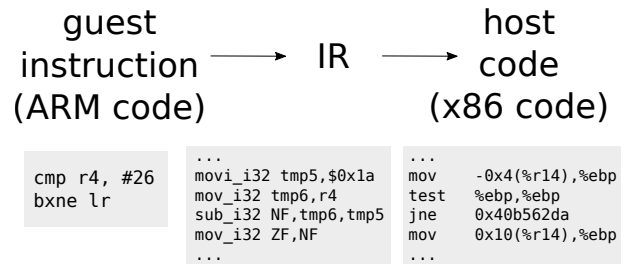 guest
instruction
(ARM code)
IR
host
code
(x86 code)
cmp r4, #26
bxne lr
...
movi_i32 tmp5,$0x1a
mov_i32 tmp6,r4
sub_i32 NF,tmp6,tmp5
mov_i32 ZF,NF
...
...
mov -0x4(%r14),%ebp
test %ebp,%ebp
jne 0x40b562da
mov 0x10(%r14),%ebp
...